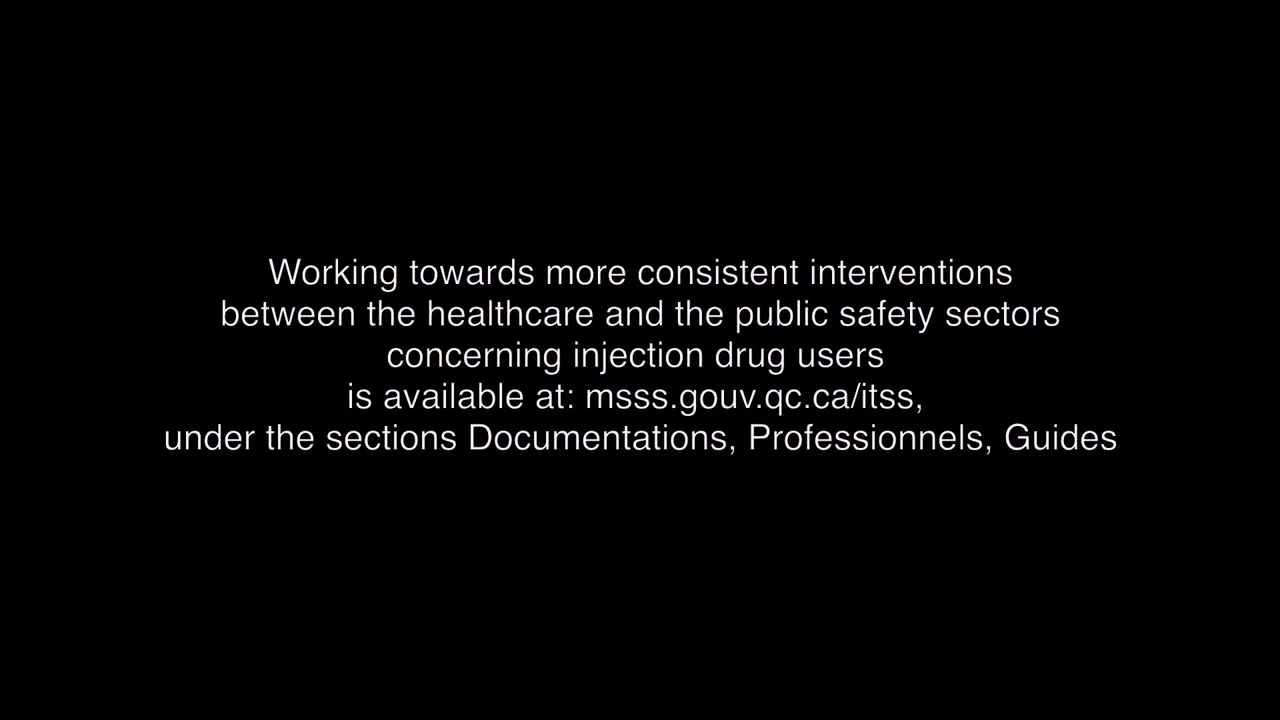 Working towards more consistent interventions
between the healthcare and the public safety sectors
concerning injection drug users
is available at: msss.gouv.qc.ca/itss,
under the sections Documentations, Professionnels, Guides